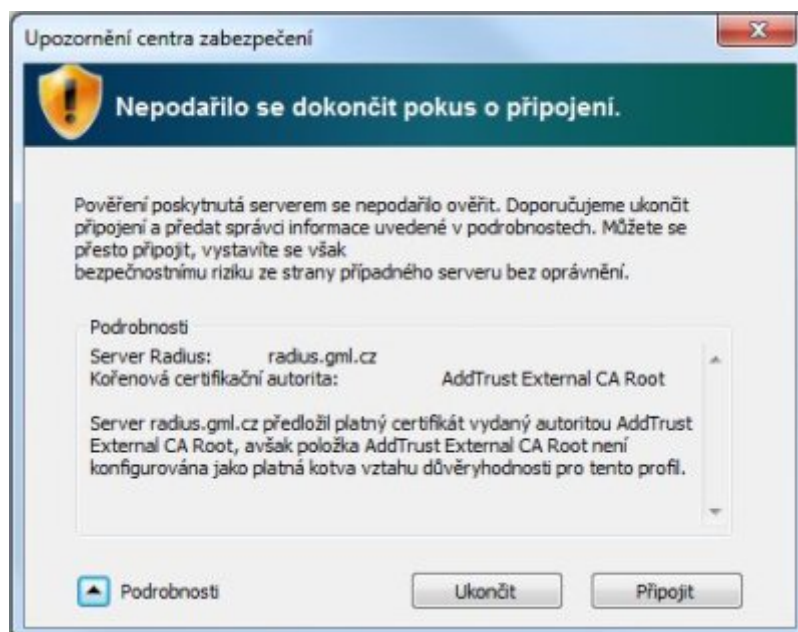 Upozornění centra zabezpečení
Nepodařilo se dokončit pokus o připojení.
Pověření poskytnutá serverem se nepodařilo ověřit. Doporučujeme ukončit
připojení a předat správci informace uvedené v podrobnostech. Můžete se
přesto připojit, vystavíte se však
bezpečnostnímu riziku ze strany případného serveru bez oprávnění.
Podrobnosti
Server Radius: radius.gml.cz
Kořenová certifikační autorita: AddTrust External CA Root
Server radius.gml.cz předložil platný certifikát vydaný autoritou AddTrust
External CA Root, avšak položka AddTrust External CA Root není
konfigurována jako platná kotva vztahu důvěryhodnosti pro tento profil.
Podrobnosti
Ukončit
Připojit